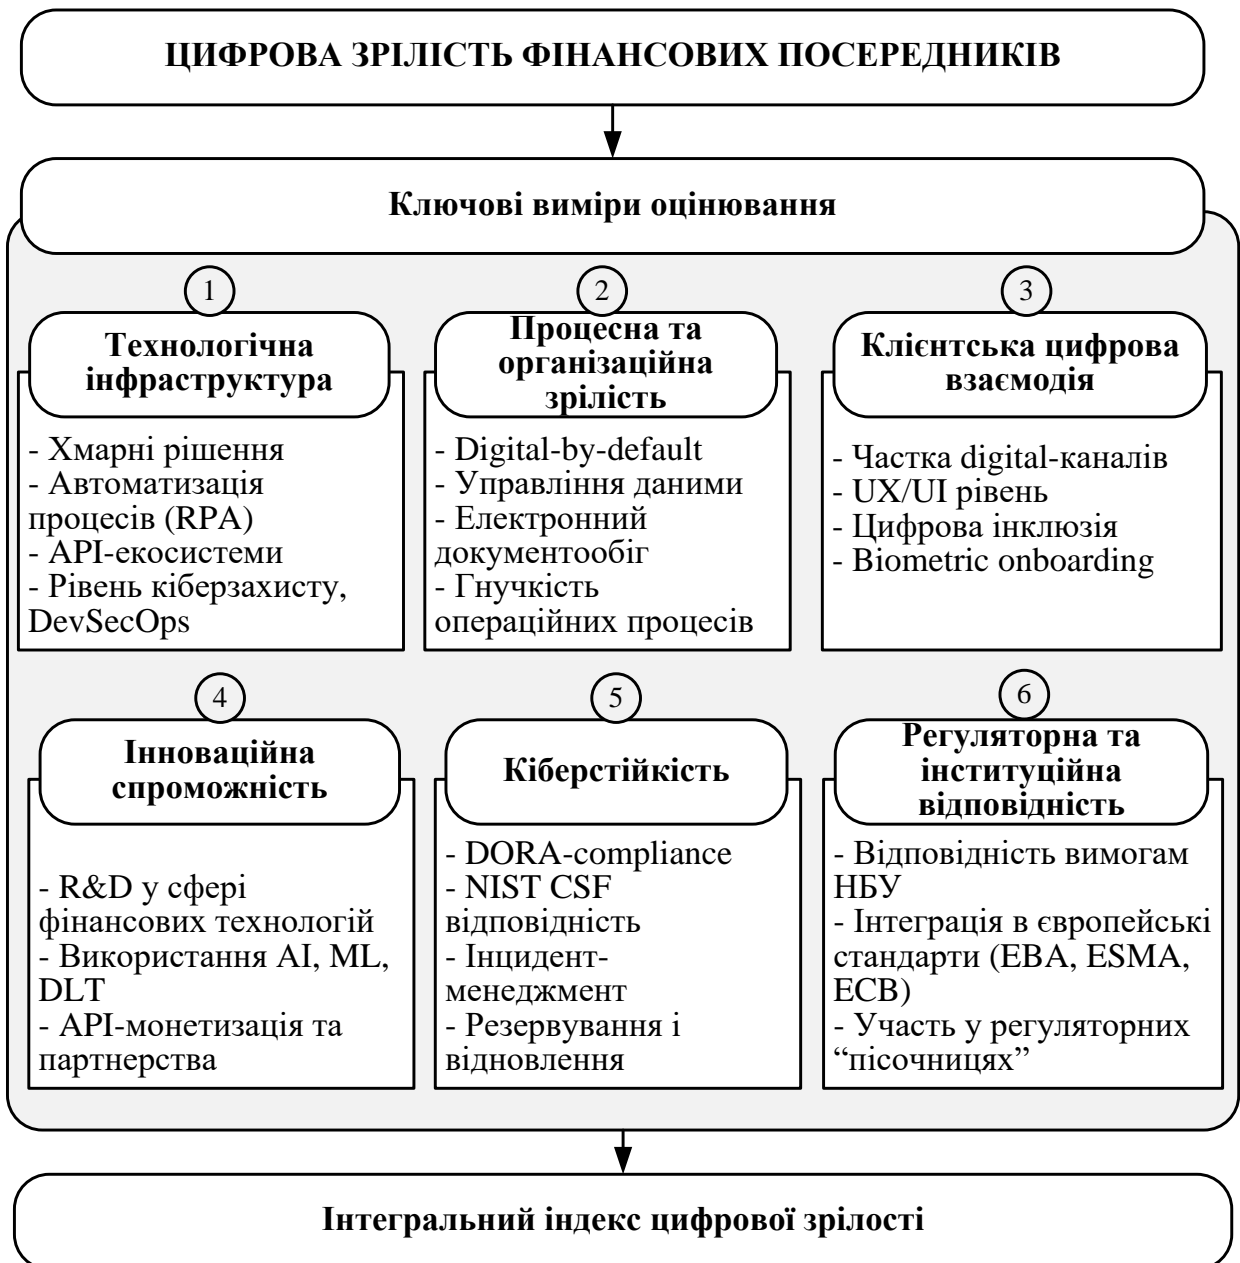 ЦИФРОВА ЗРІЛІСТЬ ФІНАНСОВИХ ПОСЕРЕДНИКІВ
Ключові виміри оцінювання
1
Технологічна
інфраструктура
- Хмарні рішення
- Автоматизація
процесів (RPA)
- API-екосистеми
- Рівень кіберзахисту,
DevSecOps
2
Процесна та
організаційна
зрілість
- Digital-by-default
- Управління даними
- Електронний
документообіг
- Гнучкість
операційних процесів
3
Клієнтська цифрова
взаємодія
- Частка digital-каналів
- UX/UI рівень
- Цифрова інклюзія
- Biometric onboarding
4
Інноваційна
спроможність
- R&D у сфері
фінансових технологій
- Використання AI, ML,
DLT
- API-монетизація та
партнерства
5
Кіберстійкість
- DORA-compliance
- NIST CSF
відповідність
- Інцидент-
менеджмент
- Резервування і
відновлення
6
Регуляторна та
інституційна
відповідність
- Відповідність вимогам
НБУ
- Інтеграція в європейські
стандарти (EBA, ESMA,
ECB)
- Участь у регуляторних
“пісочницях”
Інтегральний індекс цифрової зрілості